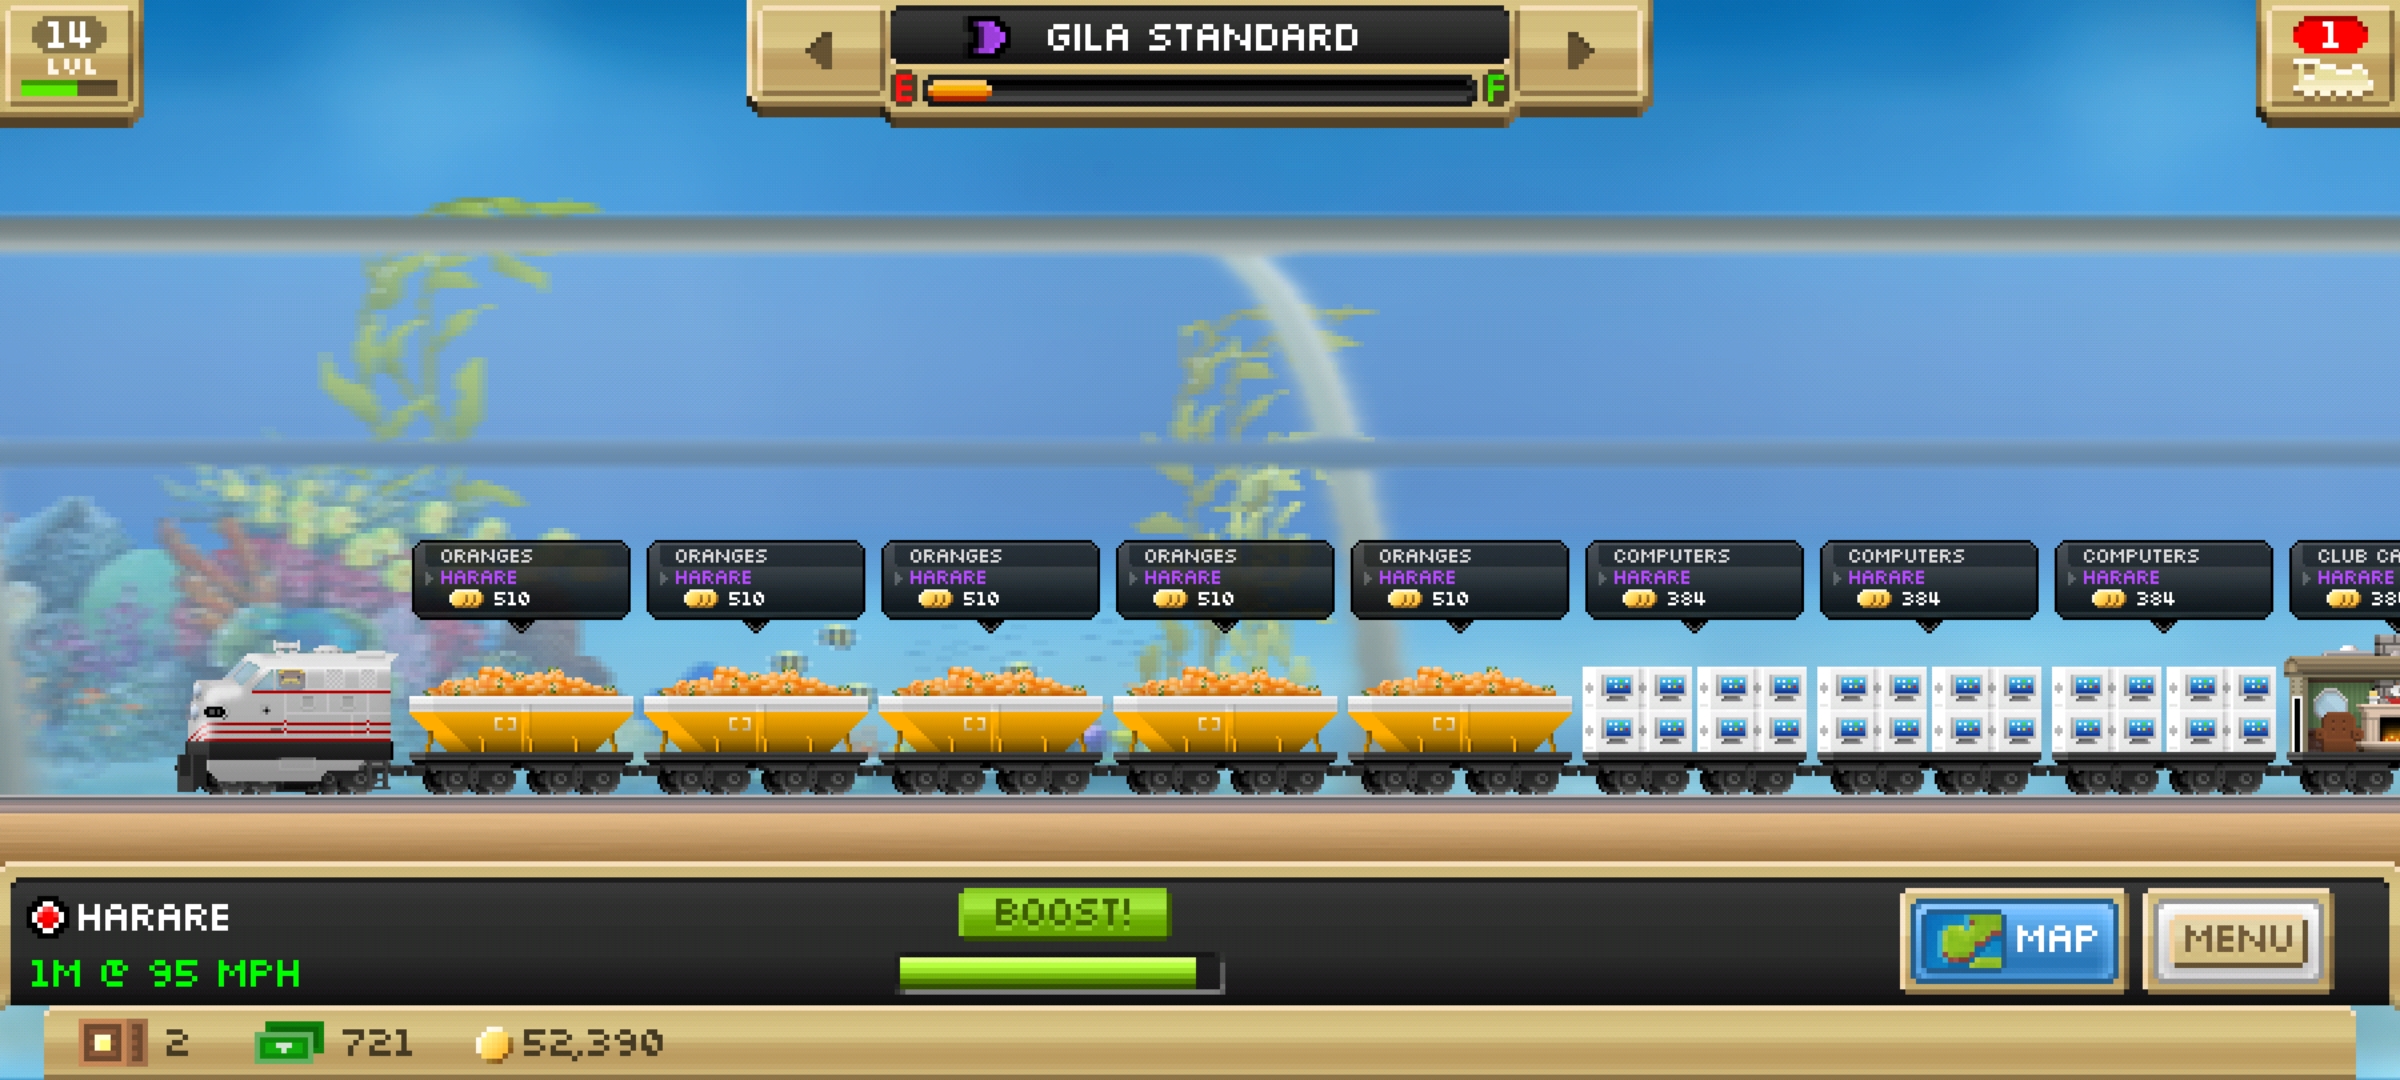 14
LVL
GILA STANDARD
E
F
1
ORANGES
HARARE
510
ORANGES
HARARE
510
ORANGES
HARARE
510
ORANGES
HARARE
510
ORANGES
HARARE
510
COMPUTERS
HARARE
384
COMPUTERS
HARARE
384
COMPUTERS
HARARE
384
CLUB
HARARE
HARARE
1M @ 95 MPH
BOOST!
MAP
MENU
2
721
52,390